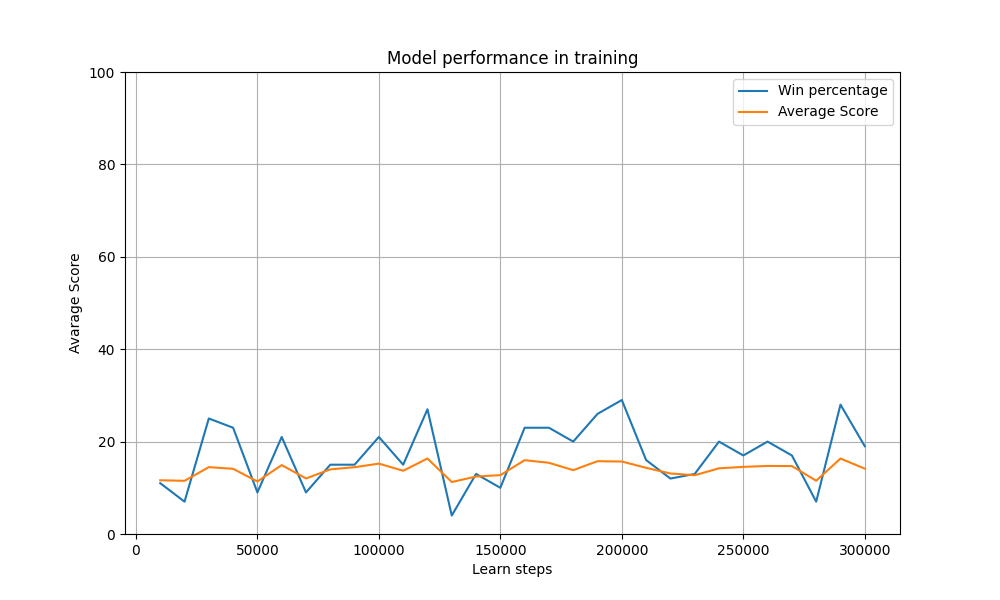 Model performance in training
100
80
60
40
20
0
Avarage Score
Win percentage
Average Score
0 50000 100000 150000 200000 250000 300000
Learn steps